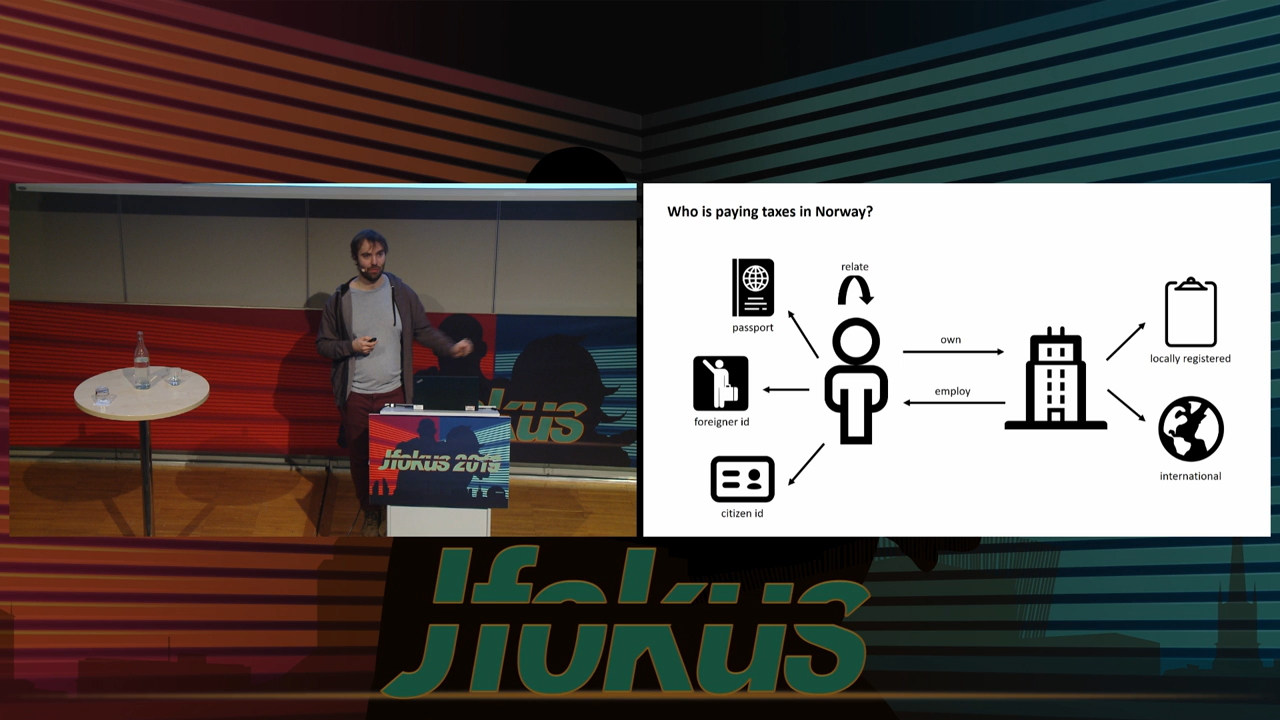 Who is paying taxes in Norway?
relate
passport
own
locally registered
employ
foreigner id
international
citizen id
kus
Jfokus 2019
Jfokus